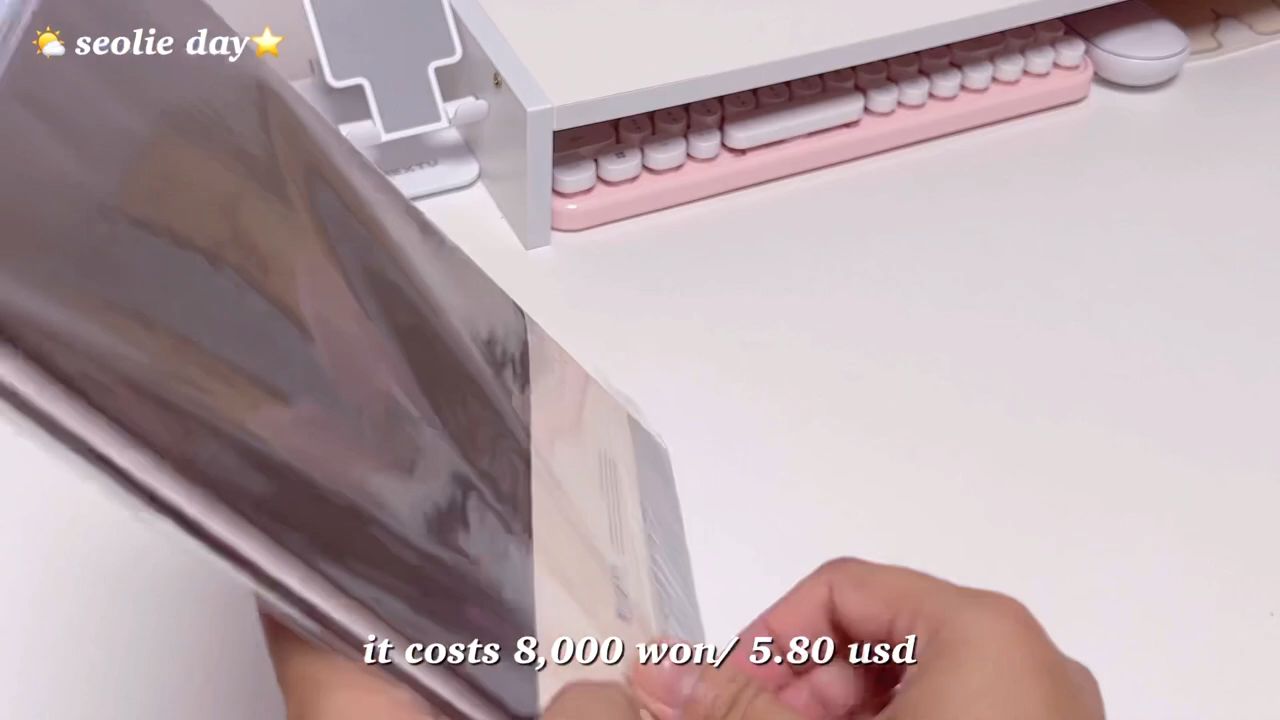 🌤️ seolie day⭐
it costs 8,000 won/ 5.80 usd